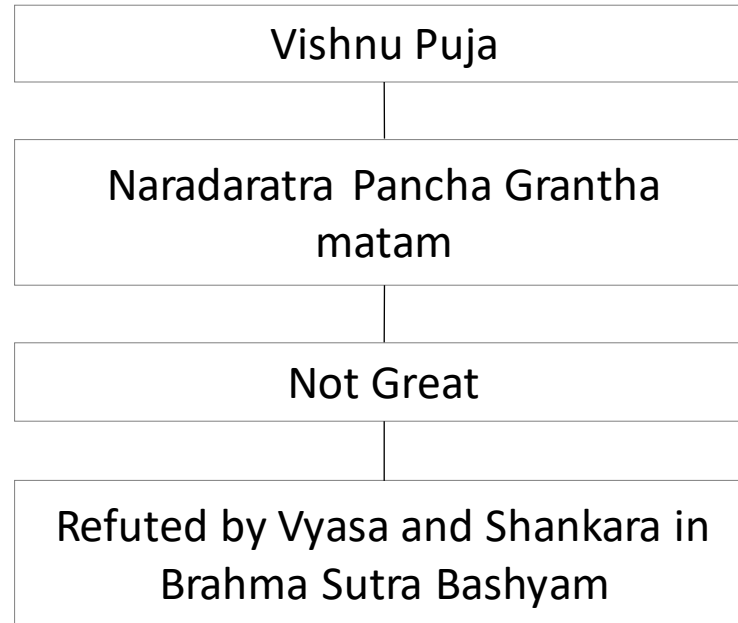 Vishnu Puja
Naradaratra Pancha Grantha
matam
Not Great
Refuted by Vyasa and Shankara in
Brahma Sutra Bashyam